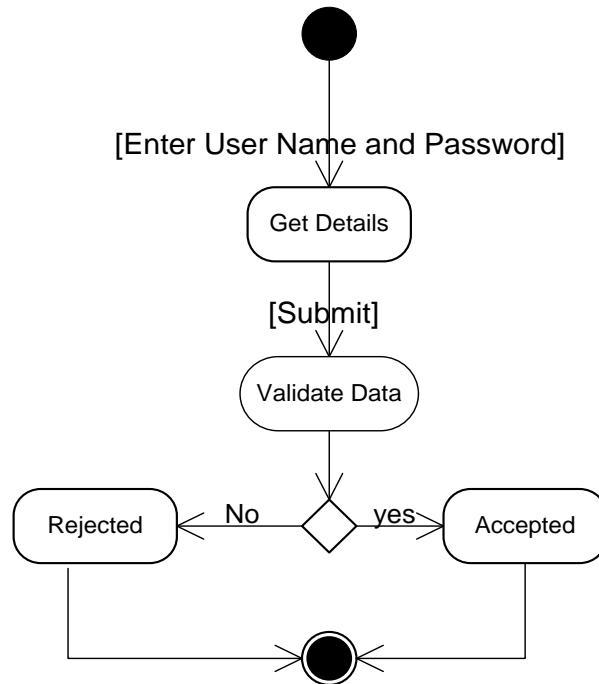 [Enter User Name and Password]
Get Details
[Submit]
Validate Data
Rejected
No
yes
Accepted